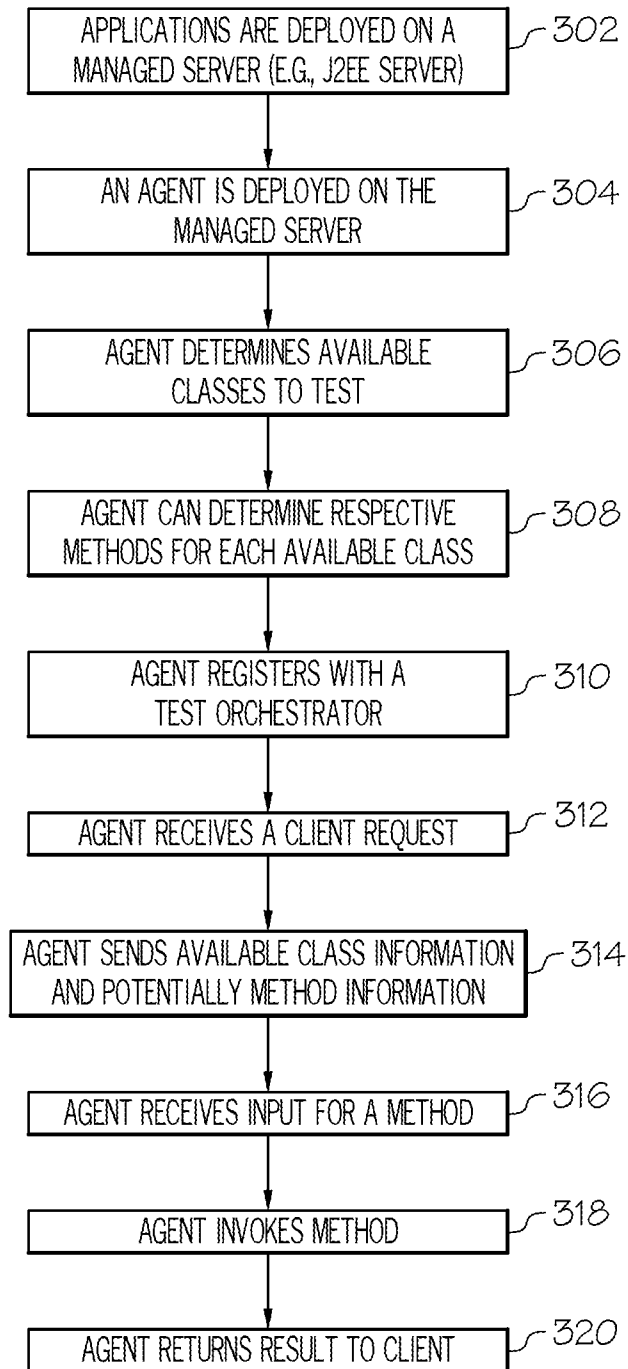 APPLICATIONS ARE DEPLOYED ON A
MANAGED SERVER (E.G., J2EE SERVER)
302
AN AGENT IS DEPLOYED ON THE
MANAGED SERVER
304
AGENT DETERMINES AVAILABLE
CLASSES TO TEST
306
AGENT CAN DETERMINE RESPECTIVE
METHODS FOR EACH AVAILABLE CLASS
308
AGENT REGISTERS WITH A
TEST ORCHESTRATOR
310
AGENT RECEIVES A CLIENT REQUEST
312
AGENT SENDS AVAILABLE CLASS INFORMATION
AND POTENTIALLY METHOD INFORMATION
314
AGENT RECEIVES INPUT FOR A METHOD
316
AGENT INVOKES METHOD
318
AGENT RETURNS RESULT TO CLIENT
320